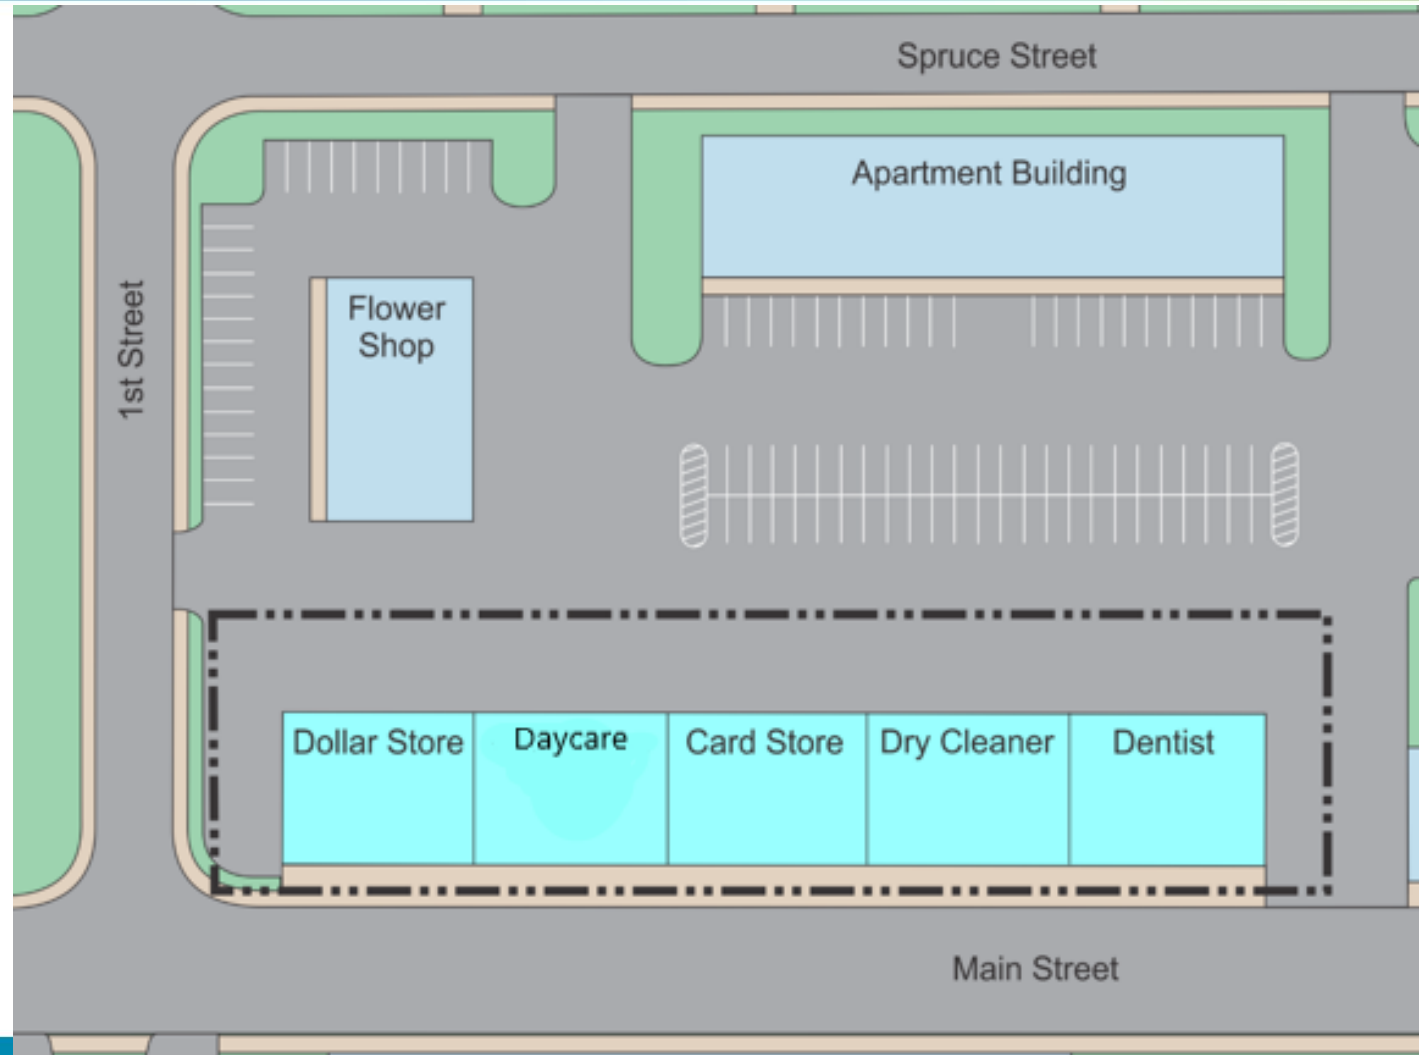 Spruce Street
Apartment Building
Flower
Shop
1st Street
Dollar Store
Daycare
Card Store
Dry Cleaner
Dentist
Main Street